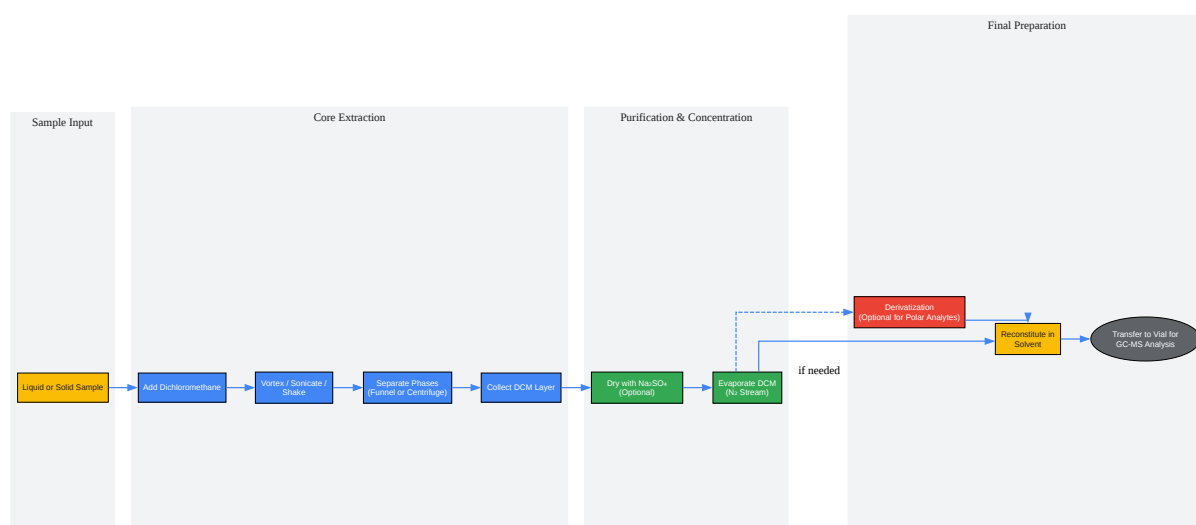 Final Preparation
Sample Input
Core Extraction
Purification & Concentration
Derivatization
(Optional for Polar Analytes)
Reconstitute in
Solvent
Transfer to Vial for
GC-MS Analysis
if needed
Liquid or Solid Sample
Add Dichloromethane
Vortex / Sonicate /
Shake
Separate Phases
(Funnel or Centrifuge)
Collect DCM Layer
Dry with Na₂SO₄
(Optional)
Evaporate DCM
(N₂ Stream)